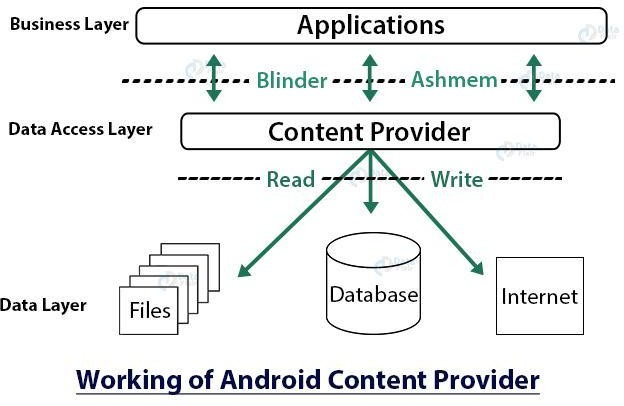 Business Layer
Applications
Blinder
Ashmem
Data Access Layer
Content Provider
Read
Write
Data Layer
Files
Database
Internet
Working of Android Content Provider